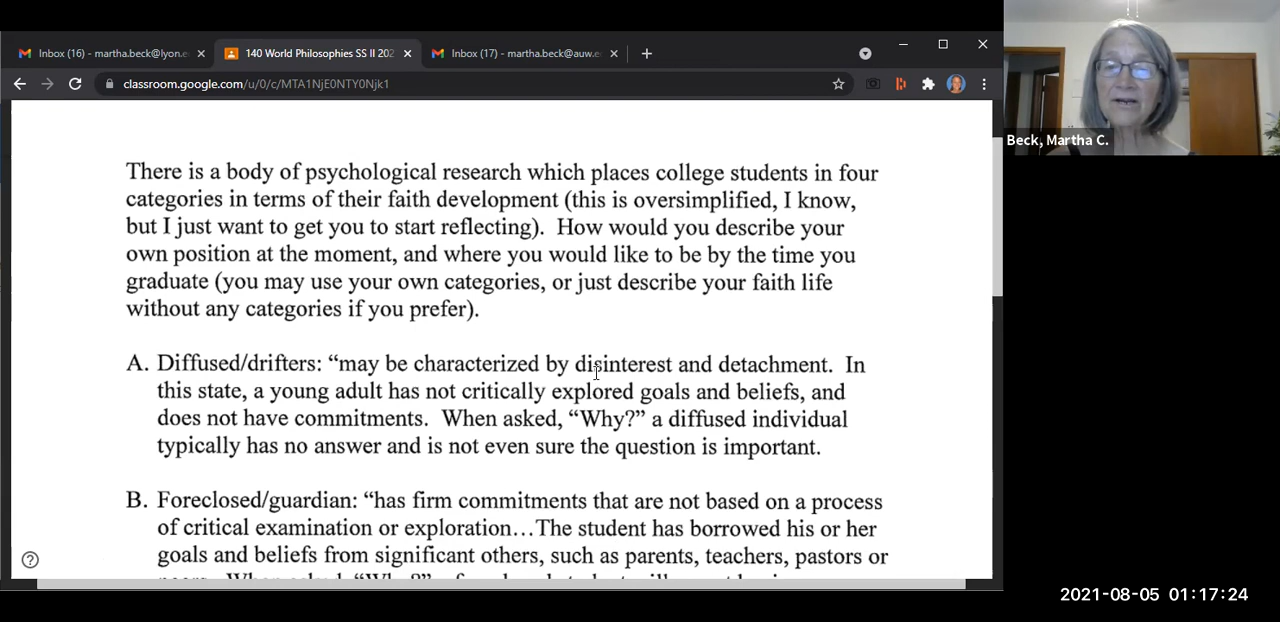 Inbox (16) - martha.beck@lyon.e
140 World Philosophies SS II 202
Inbox (17) - martha.beck@auw.e
classroom.google.com/u/0/c/MTA1NjE0NTY0Njk1
Beck, Martha C.
There is a body of psychological research which places college students in four
categories in terms of their faith development (this is oversimplified, I know,
but I just want to get you to start reflecting). How would you describe your
own position at the moment, and where you would like to be by the time you
graduate (you may use your own categories, or just describe your faith life
without any categories if you prefer).
A. Diffused/drifters: “may be characterized by disinterest and detachment. In
this state, a young adult has not critically explored goals and beliefs, and
does not have commitments. When asked, “Why?” a diffused individual
typically has no answer and is not even sure the question is important.
B. Foreclosed/guardian: “has firm commitments that are not based on a process
of critical examination or exploration…The student has borrowed his or her
goals and beliefs from significant others, such as parents, teachers, pastors or
2021-08-05 01:17:24